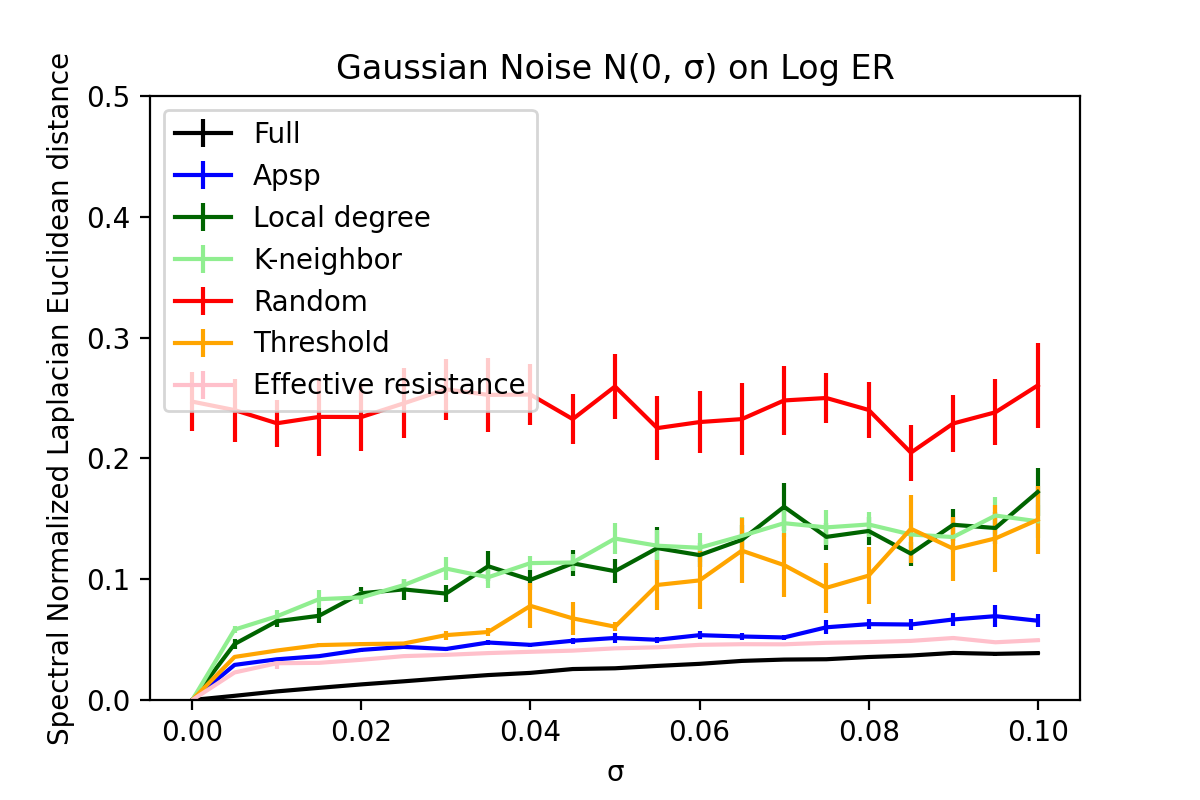 Gaussian Noise N(0, σ) on Log ER
Spectral Normalized Laplacian Euclidean distance
0.5
0.4
0.3
0.2
0.1
0.0
Full
Apsp
Local degree
K-neighbor
Random
Threshold
Effective resistance
0.00 0.02 0.04 0.06 0.08 0.10
σ